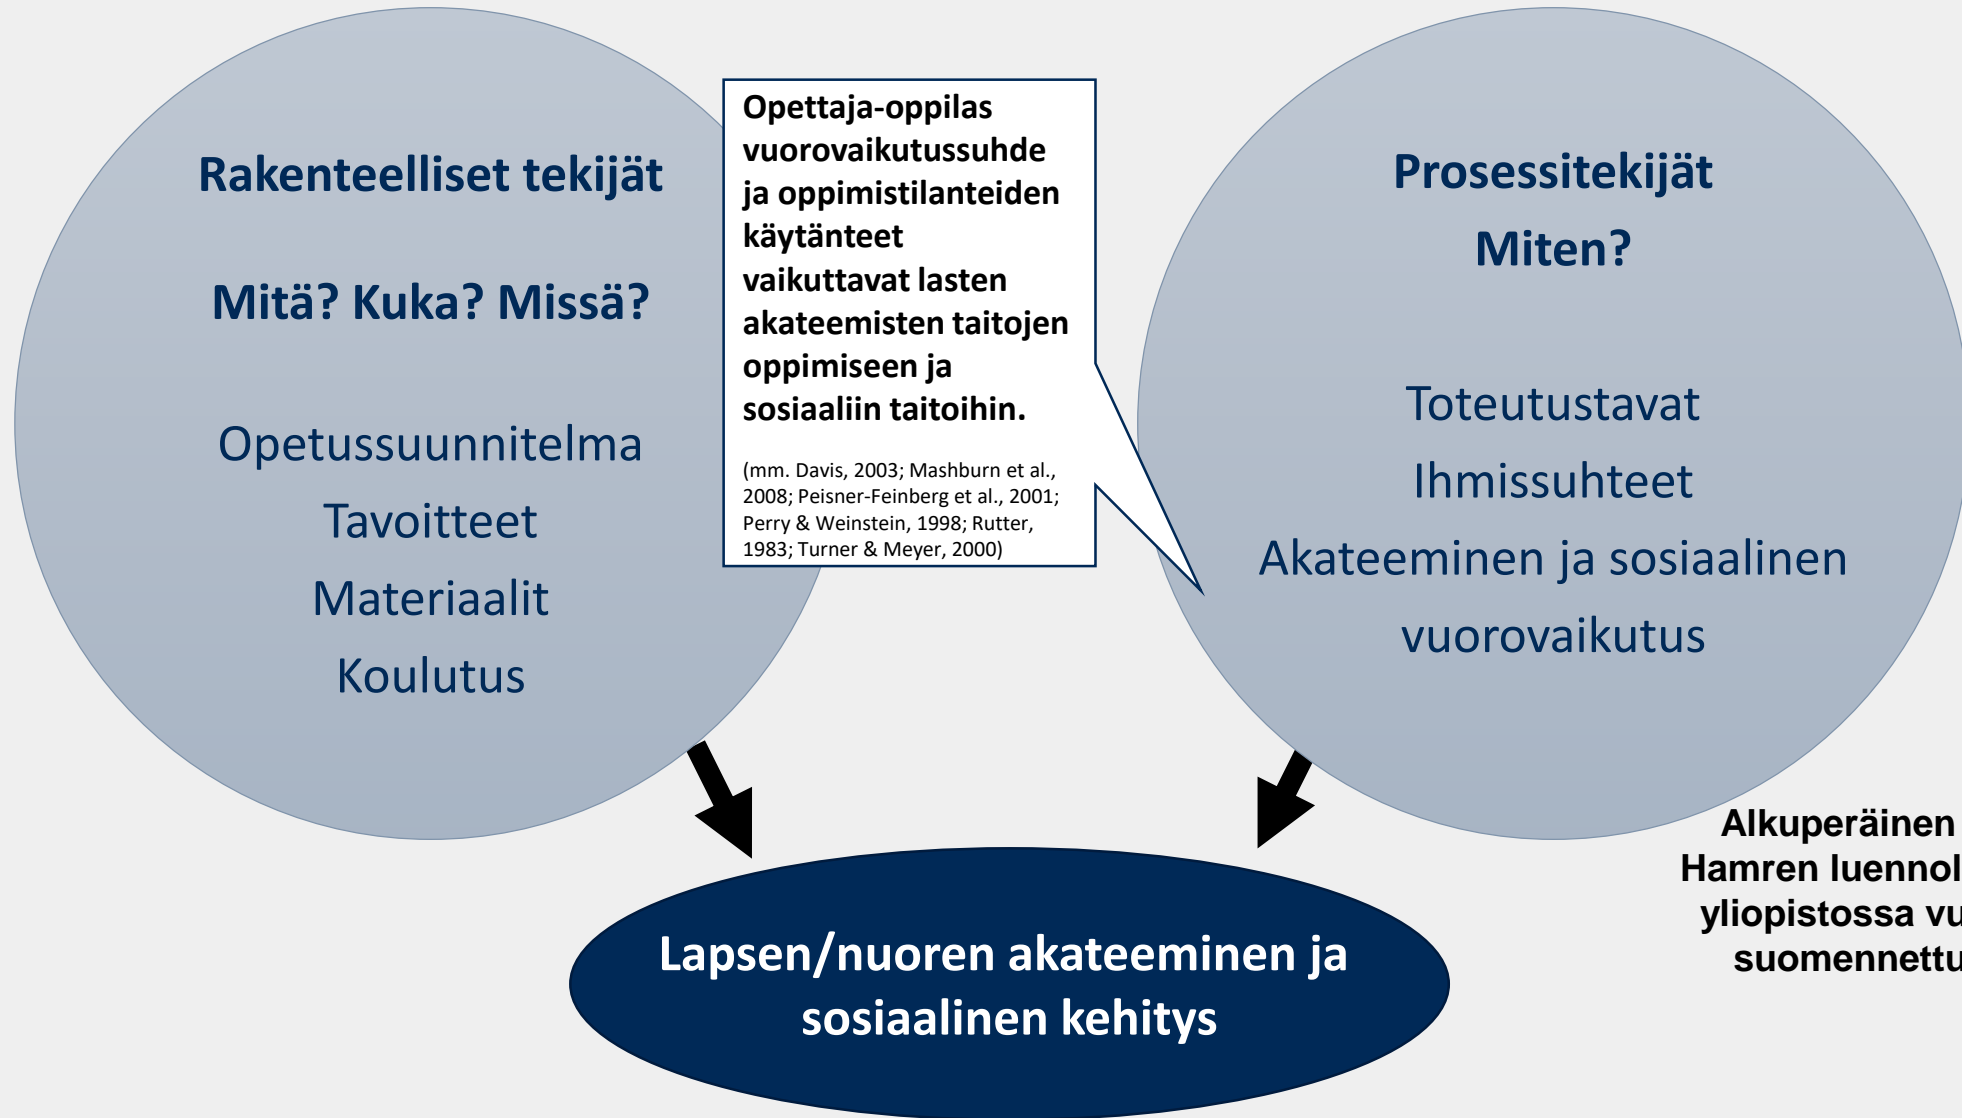 Rakenteelliset tekijät
Mitä? Kuka? Missä?
Opetussuunnitelma
Tavoitteet
Materiaalit
Koulutus
Opettaja-oppilas
vuorovaikutussuhde
ja oppimistilanteiden
käytänteet
vaikuttavat lasten
akateemisten taitojen
oppimiseen ja
sosiaaliin taitoihin.
(mm. Davis, 2003; Mashburn et al.,
2008; Peisner-Feinberg et al., 2001;
Perry & Weinstein, 1998; Rutter,
1983; Turner & Meyer, 2000)
Prosessitekijät
Miten?
Toteutustavat
Ihmissuhteet
Akateeminen ja sosiaalinen
vuorovaikutus
Alkuperäinen
Hamren luennol
yliopistossa vu
suomennettu
Lapsen/nuoren akateeminen ja
sosiaalinen kehitys